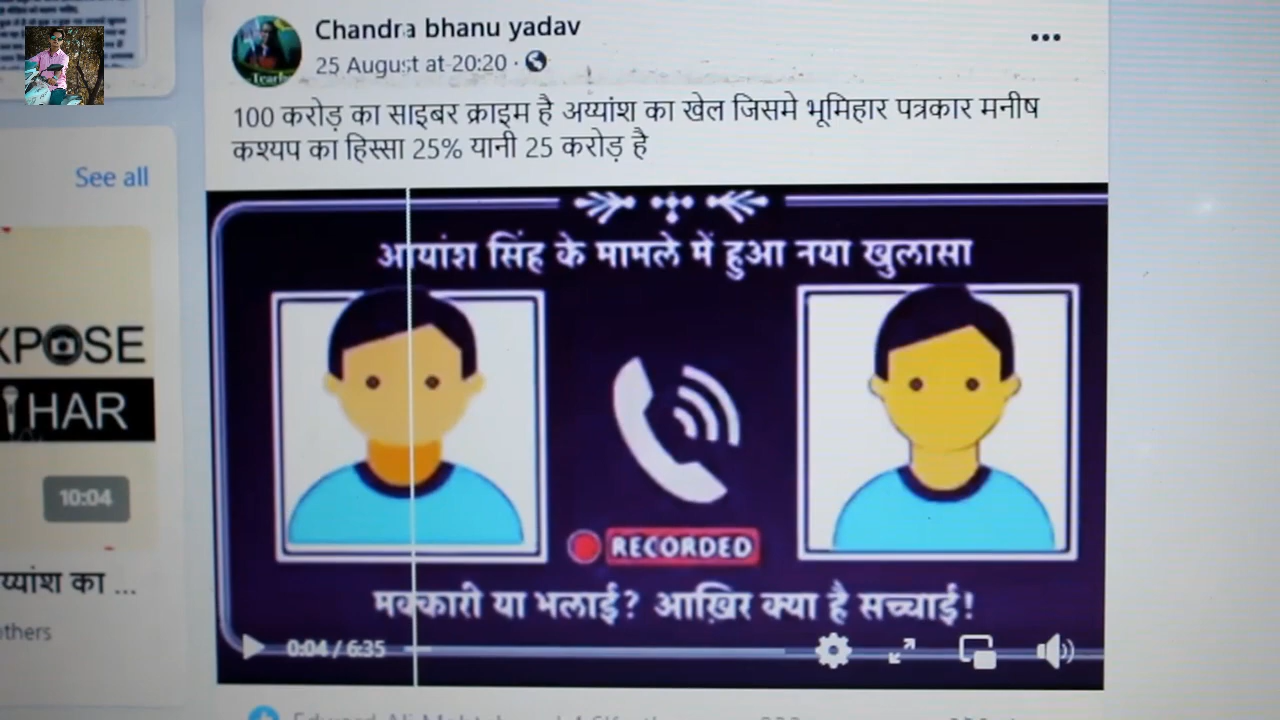 Chandra bhanu yadav
25 August at 20:20
100 करोड़ का साइबर क्राइम है अय्यांश का खेल जिसमे भूमिहार पत्रकार मनीष
कश्यप का हिस्सा 25% यानी 25 करोड़ है
See all
XPOSE
IHAR
10:04
य्यांश का ...
thers
आयांश सिंह के मामले में हुआ नया खुलासा
RECORDED
मक्कारी या भलाई? आख़िर क्या है सच्चाई!
0:04 / 6:35